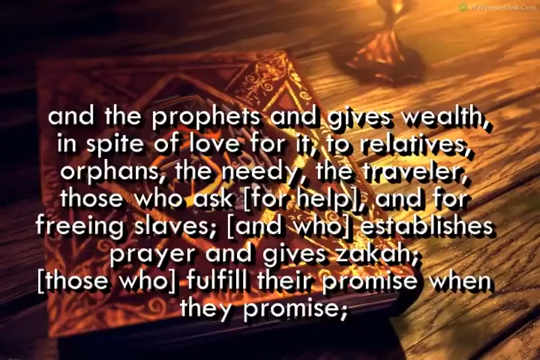 WallpapersDisk.Com
and the prophets and gives wealth,
in spite of love for it, to relatives,
orphans, the needy, the traveler,
those who ask [for help], and for
freeing slaves; [and who] establishes
prayer and gives zakah;
[those who] fulfill their promise when
they promise;